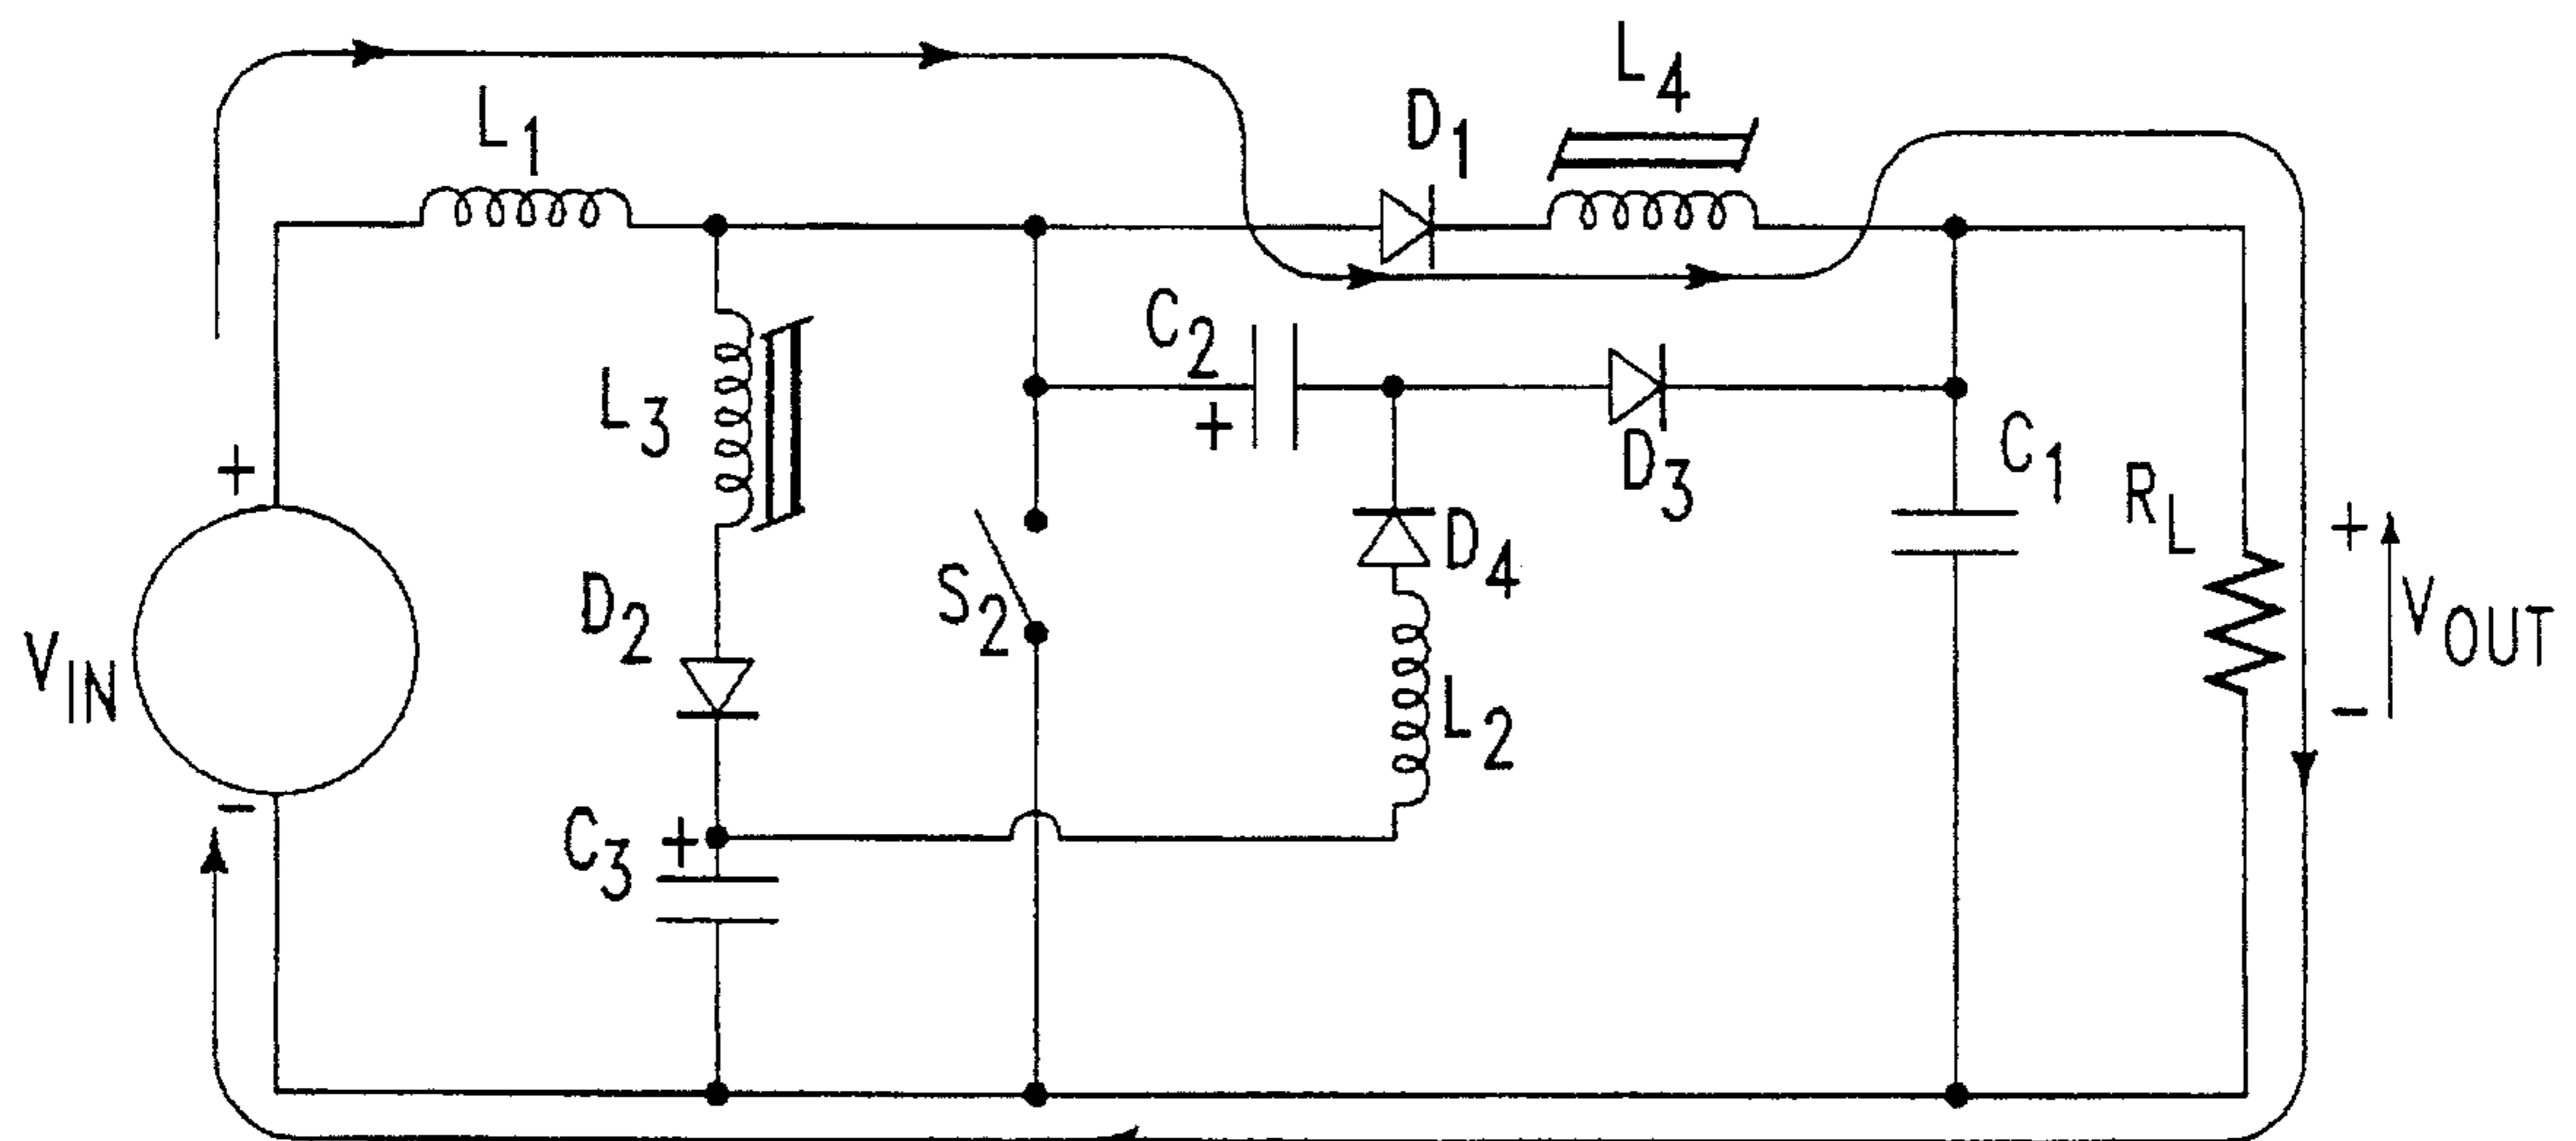 L4
D1
L1
C2
L3
D3
C1
RL
D4
+
+
+
S2
D2
VIN
L2
VOUT
-
-
C3 +